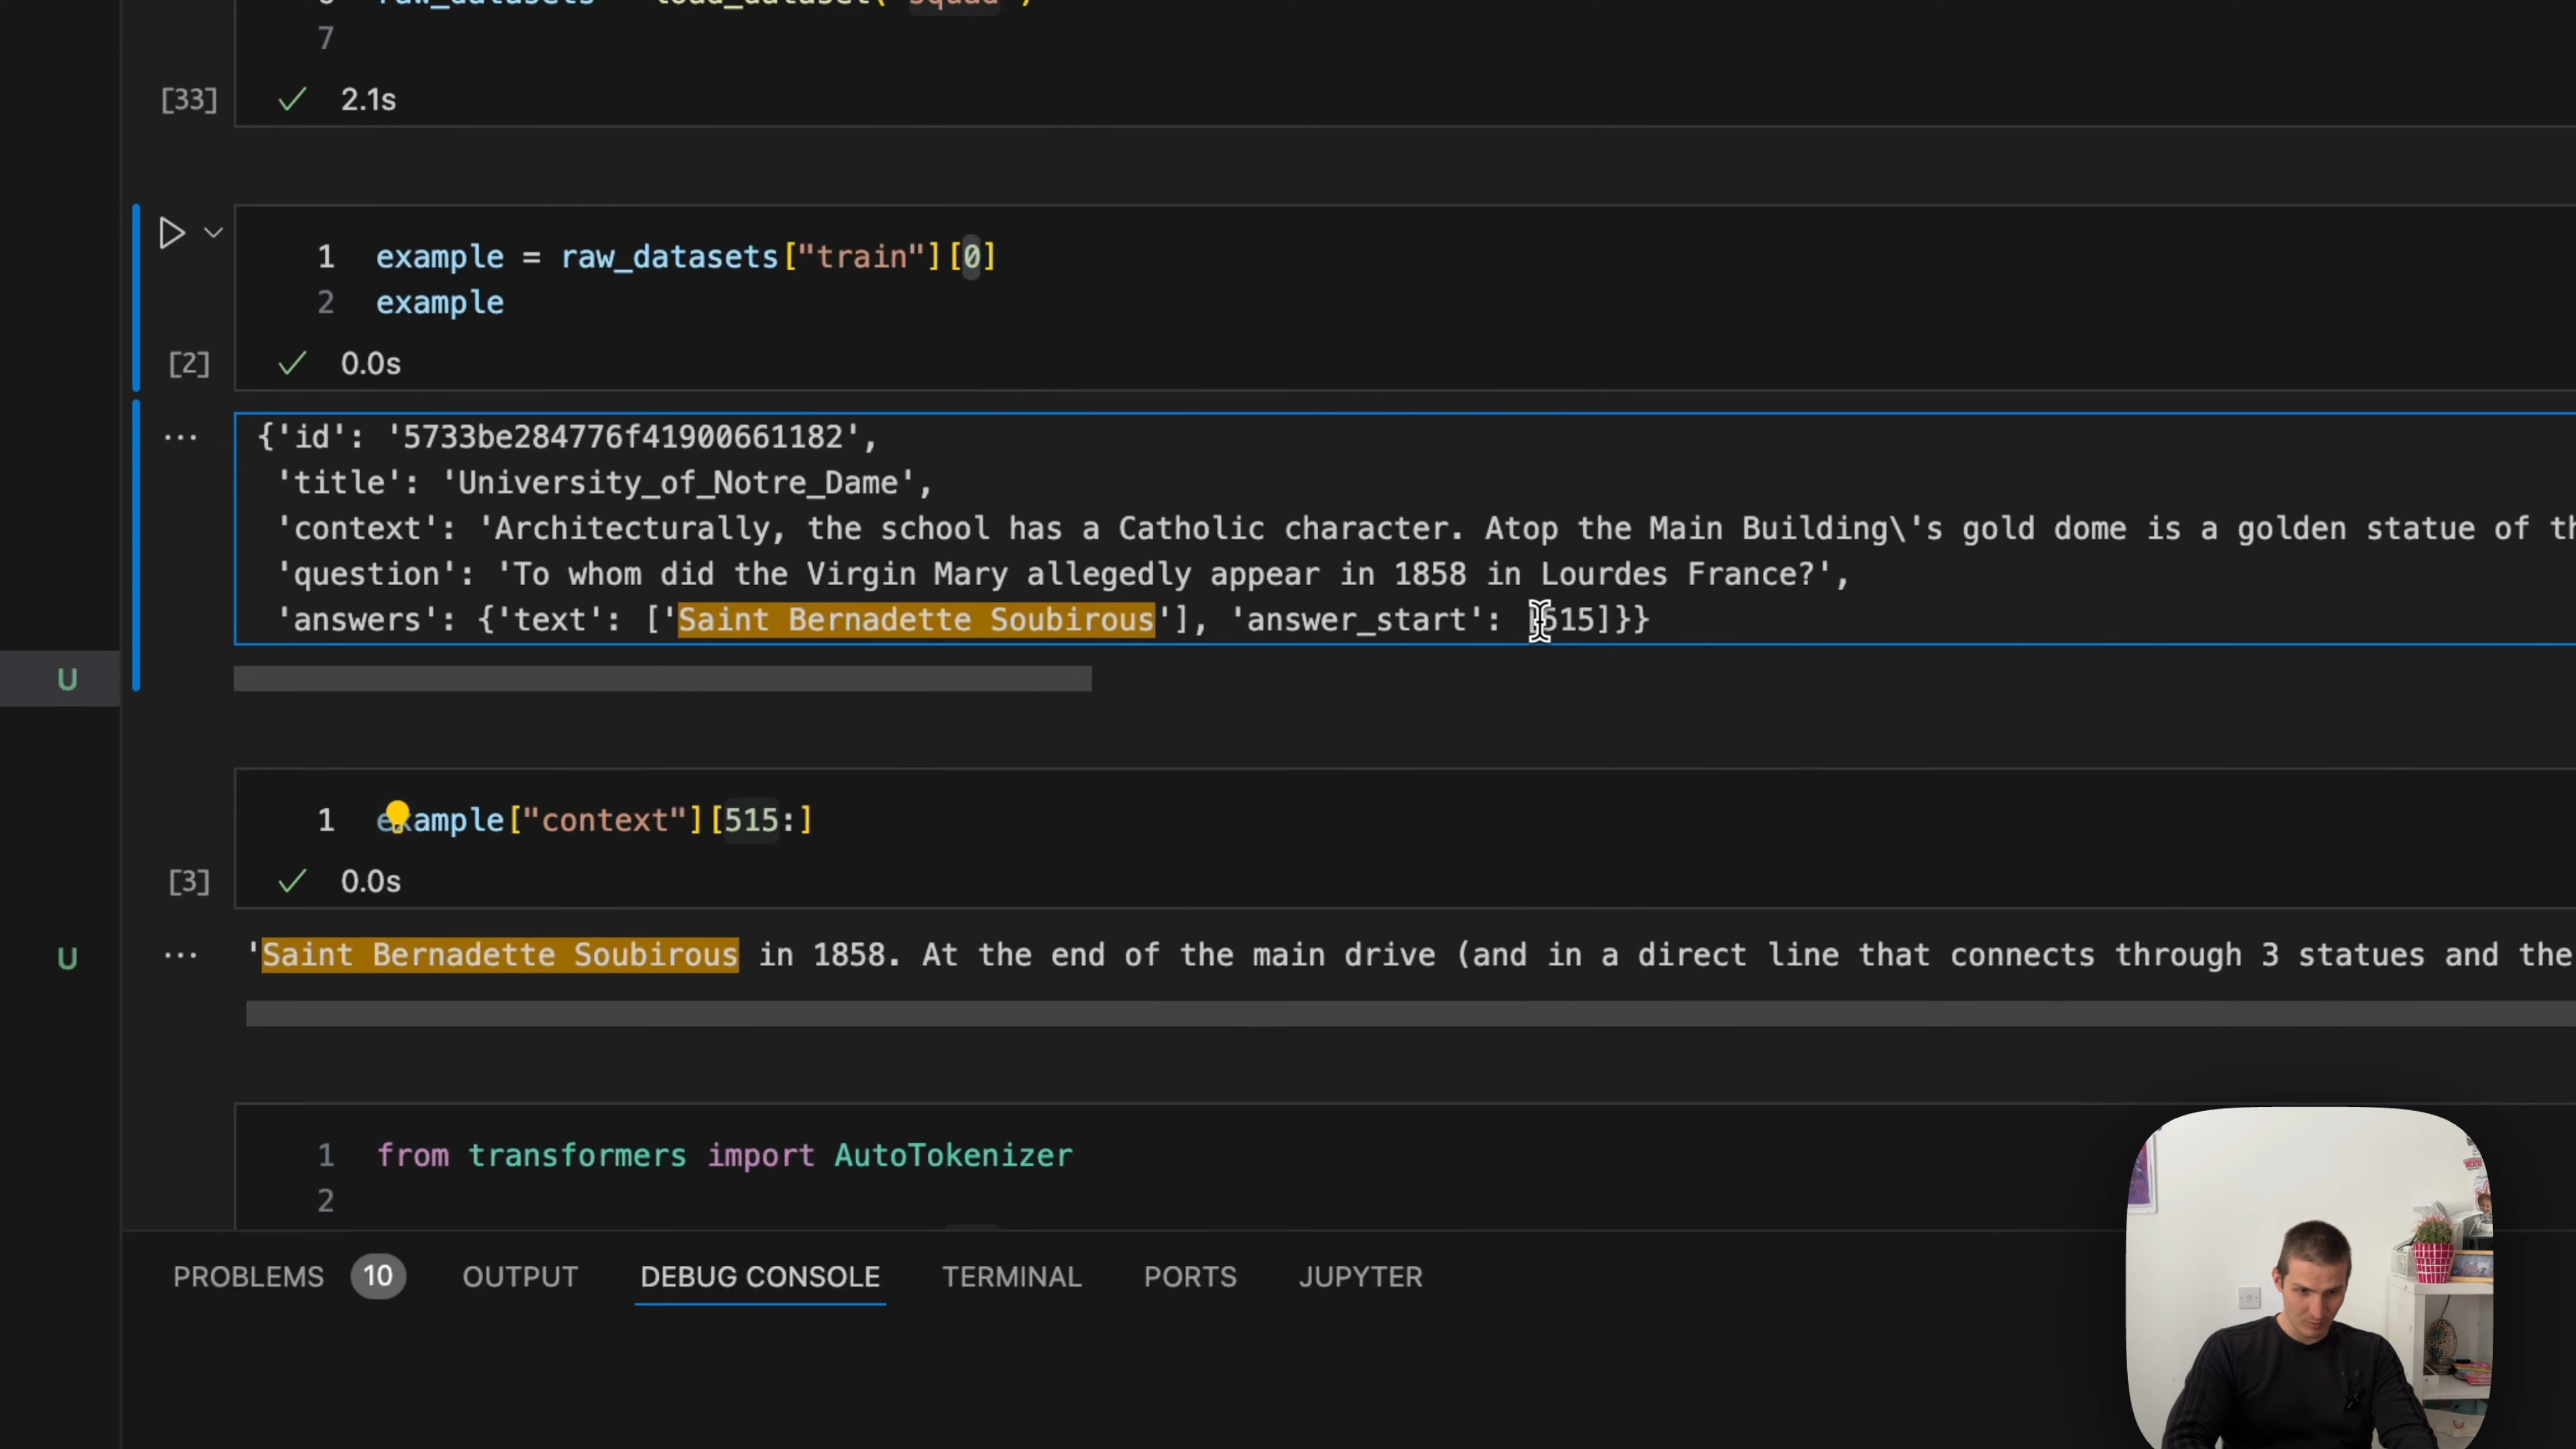 raw_datasets = load_dataset("squad")
7
[33] 2.1s
1 example = raw_datasets["train"][0]
2 example
[2] 0.0s
{'id': '5733be284776f41900661182',
'title': 'University_of_Notre_Dame',
'context': 'Architecturally, the school has a Catholic character. Atop the Main Building\'s gold dome is a golden statue of th
'question': 'To whom did the Virgin Mary allegedly appear in 1858 in Lourdes France?',
'answers': {'text': ['Saint Bernadette Soubirous'], 'answer_start': [515]}}
U
1 example["context"][515:]
[3] 0.0s
U
'Saint Bernadette Soubirous in 1858. At the end of the main drive (and in a direct line that connects through 3 statues and the
1 from transformers import AutoTokenizer
2
PROBLEMS 10 OUTPUT DEBUG CONSOLE TERMINAL PORTS JUPYTER